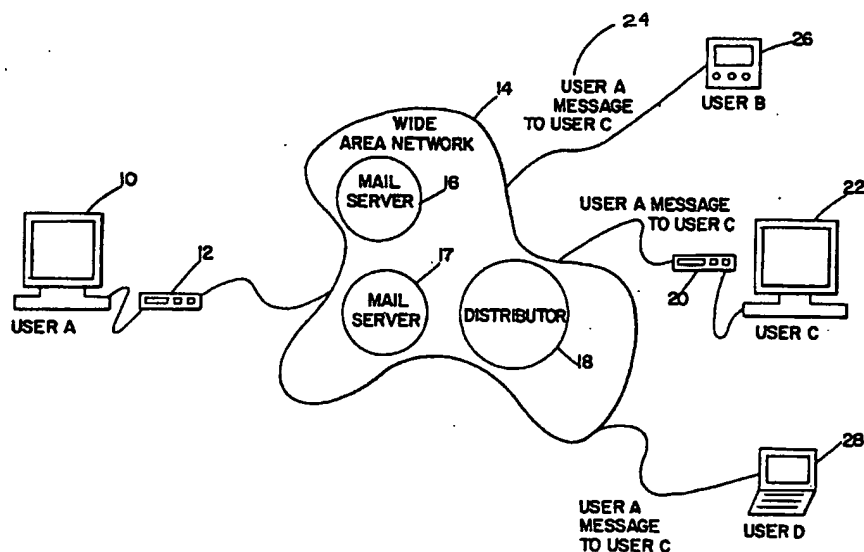 24
26
USER A
MESSAGE
TO USER C
USER B
14
WIDE
AREA NETWORK
10
MAIL
SERVER
16
22
USER A MESSAGE
TO USER C
12
17
MAIL
SERVER
DISTRIBUTOR
20
USER A
USER C
18
28
USER A
MESSAGE
TO USER C
USER D